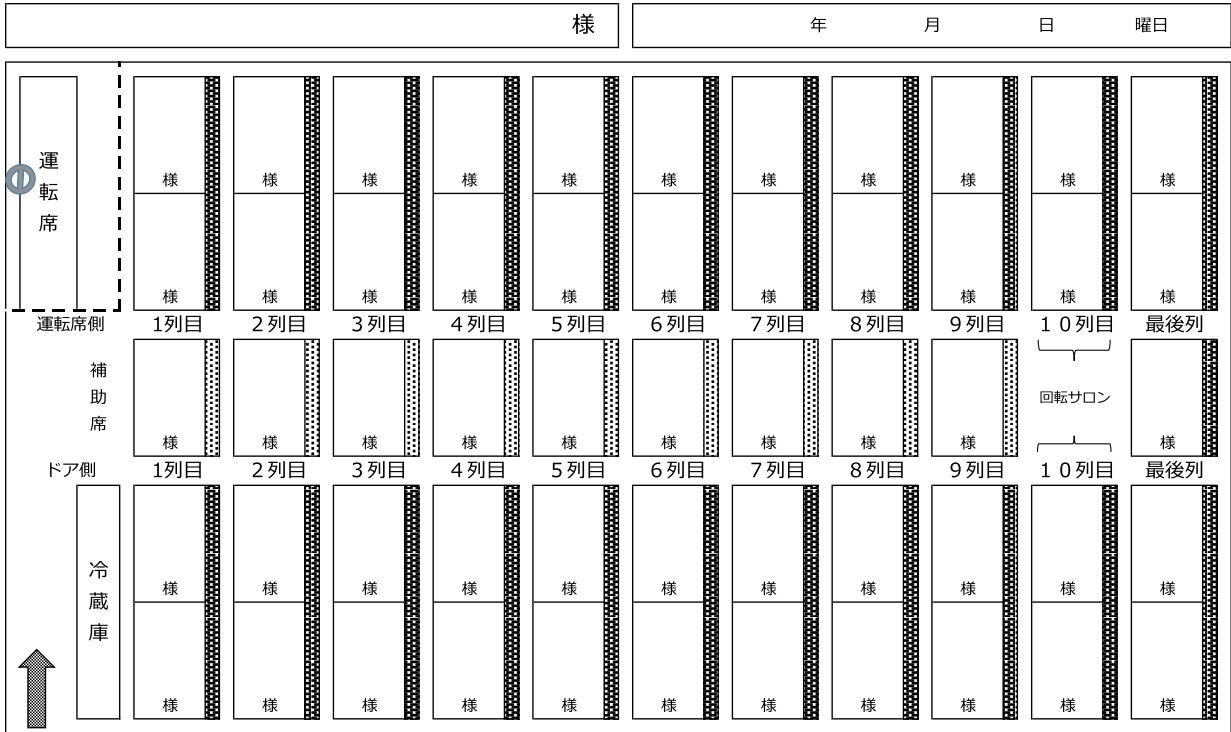 様
年 月 日 曜日
運転席
様 様 様 様 様 様 様 様 様 様 様
様 様 様 様 様 様 様 様 様 様 様
運転席側 1列目 2列目 3列目 4列目 5列目 6列目 7列目 8列目 9列目 10列目 最後列
補助席
回転サロン
様 様 様 様 様 様 様 様 様 様
ドア側 1列目 2列目 3列目 4列目 5列目 6列目 7列目 8列目 9列目 10列目 最後列
冷蔵庫
様 様 様 様 様 様 様 様 様 様 様
様 様 様 様 様 様 様 様 様 様 様